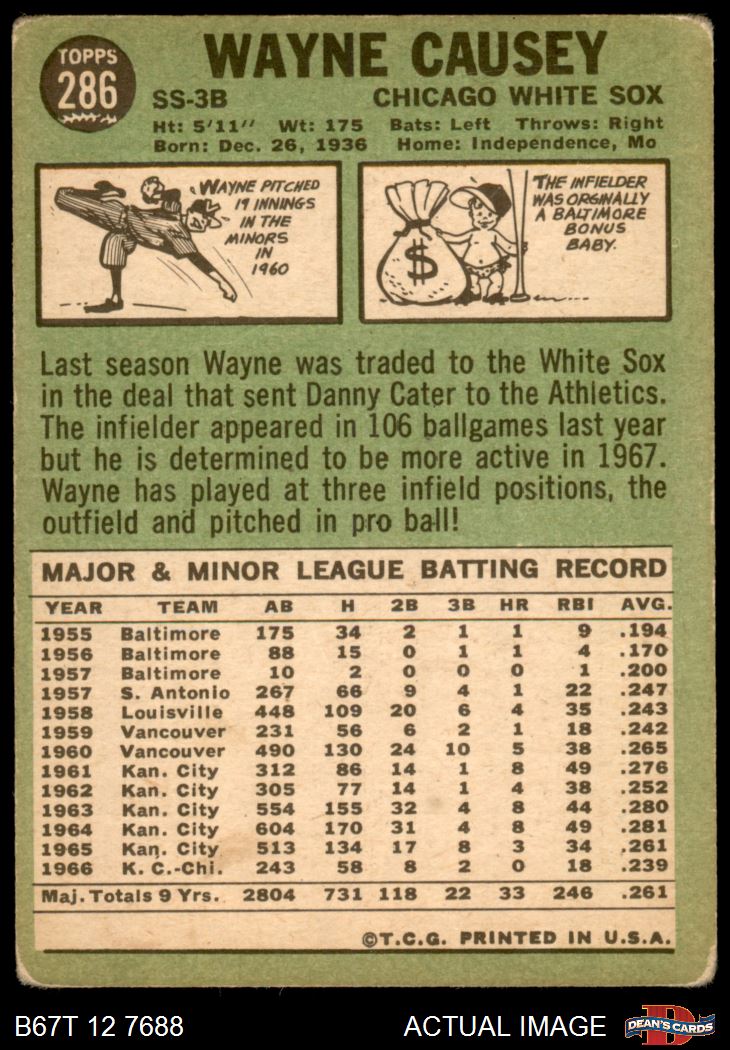 TOPPS
286
WAYNE CAUSEY
SS-3B CHICAGO WHITE SOX
Ht: 5'11" Wt: 175 Bats: Left Throws: Right
Born: Dec. 26, 1936 Home: Independence, Mo
WAYNE PITCHED
19 INNINGS
IN THE
MINORS
IN
1960
THE INFIELDER
WAS ORGINALLY
A BALTIMORE
BONUS
BABY.
$
Last season Wayne was traded to the White Sox
in the deal that sent Danny Cater to the Athletics.
The infielder appeared in 106 ballgames last year
but he is determined to be more active in 1967.
Wayne has played at three infield positions, the
outfield and pitched in pro ball!
MAJOR & MINOR LEAGUE BATTING RECORD
YEAR TEAM AB H 2B 3B HR RBI AVG.
1955 Baltimore 175 34 2 1 1 9 .194
1956 Baltimore 88 15 0 1 1 4 .170
1957 Baltimore 10 2 0 0 0 1 .200
1957 S. Antonio 267 66 9 4 1 22 .247
1958 Louisville 448 109 20 6 4 35 .243
1959 Vancouver 231 56 6 2 1 18 .242
1960 Vancouver 490 130 24 10 5 38 .265
1961 Kan. City 312 86 14 1 8 49 .276
1962 Kan. City 305 77 14 1 4 38 .252
1963 Kan. City 554 155 32 4 8 44 .280
1964 Kan. City 604 170 31 4 8 49 .281
1965 Kan. City 513 134 17 8 3 34 .261
1966 K. C.-Chi. 243 58 8 2 0 18 .239
Maj. Totals 9 Yrs. 2804 731 118 22 33 246 .261
©T.C.G. PRINTED IN U.S.A.
B67T 12 7688 ACTUAL IMAGE
D
DEAN'S CARDS